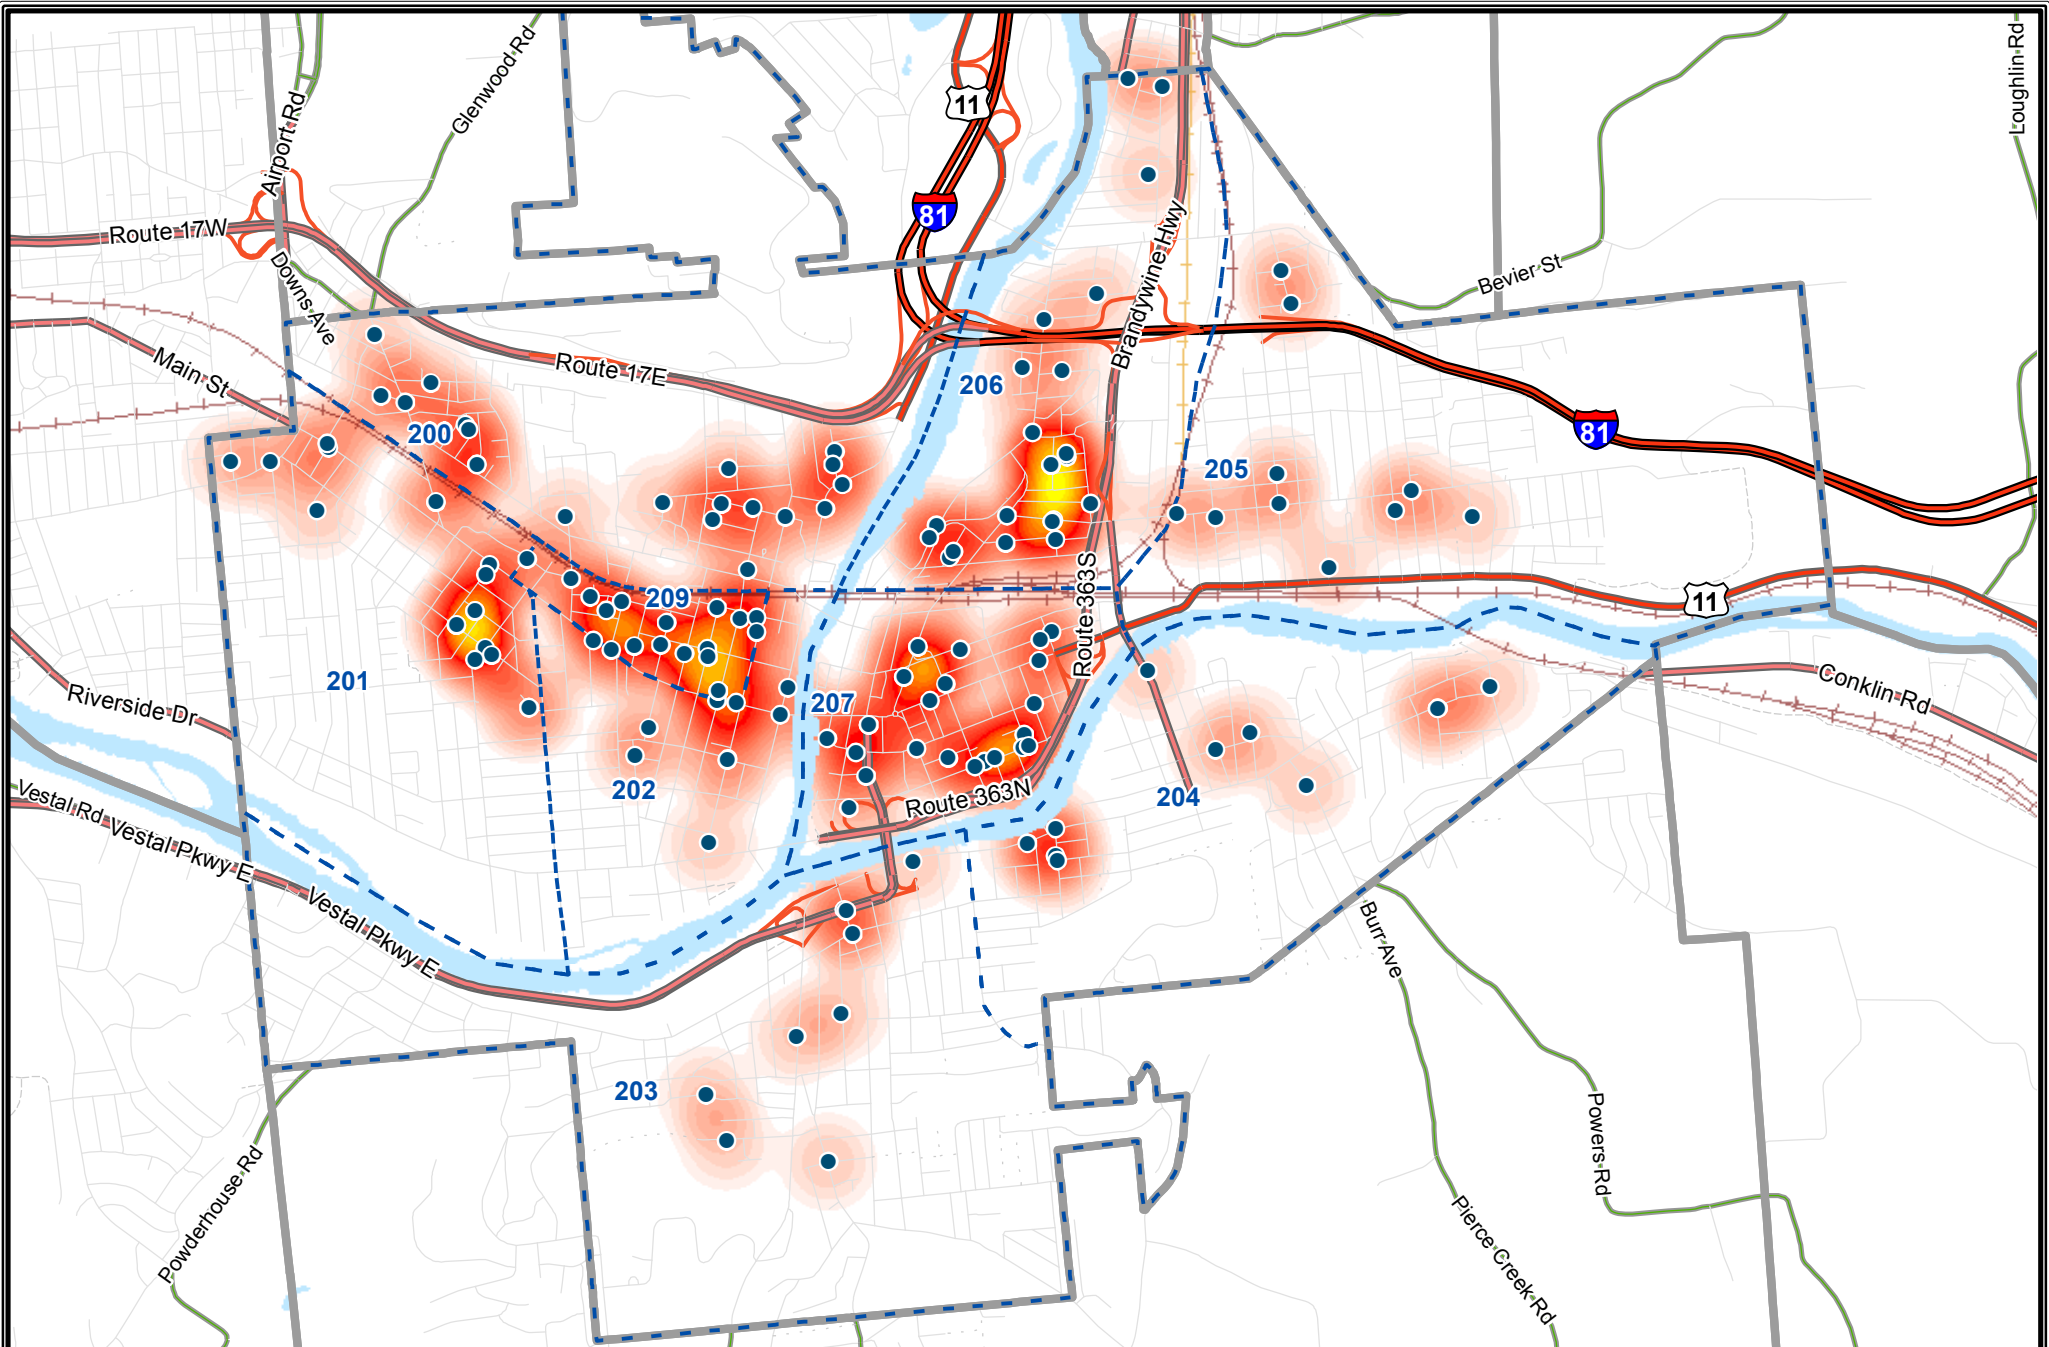 Loughlin Rd
Glenwood Rd
11
Airport Rd
81
Route 17W
Downs Ave
Brandywine Hwy
Bevier St
Main St
Route 17E
206
200
81
205
209
Route 363S
11
201
207
Riverside Dr
Conklin Rd
202
204
Route 363N
Vestal Rd
Vestal Pkwy E
Vestal Pkwy E
Burr Ave
203
Powderhouse Rd
Powers Rd
Pierce Creek Rd